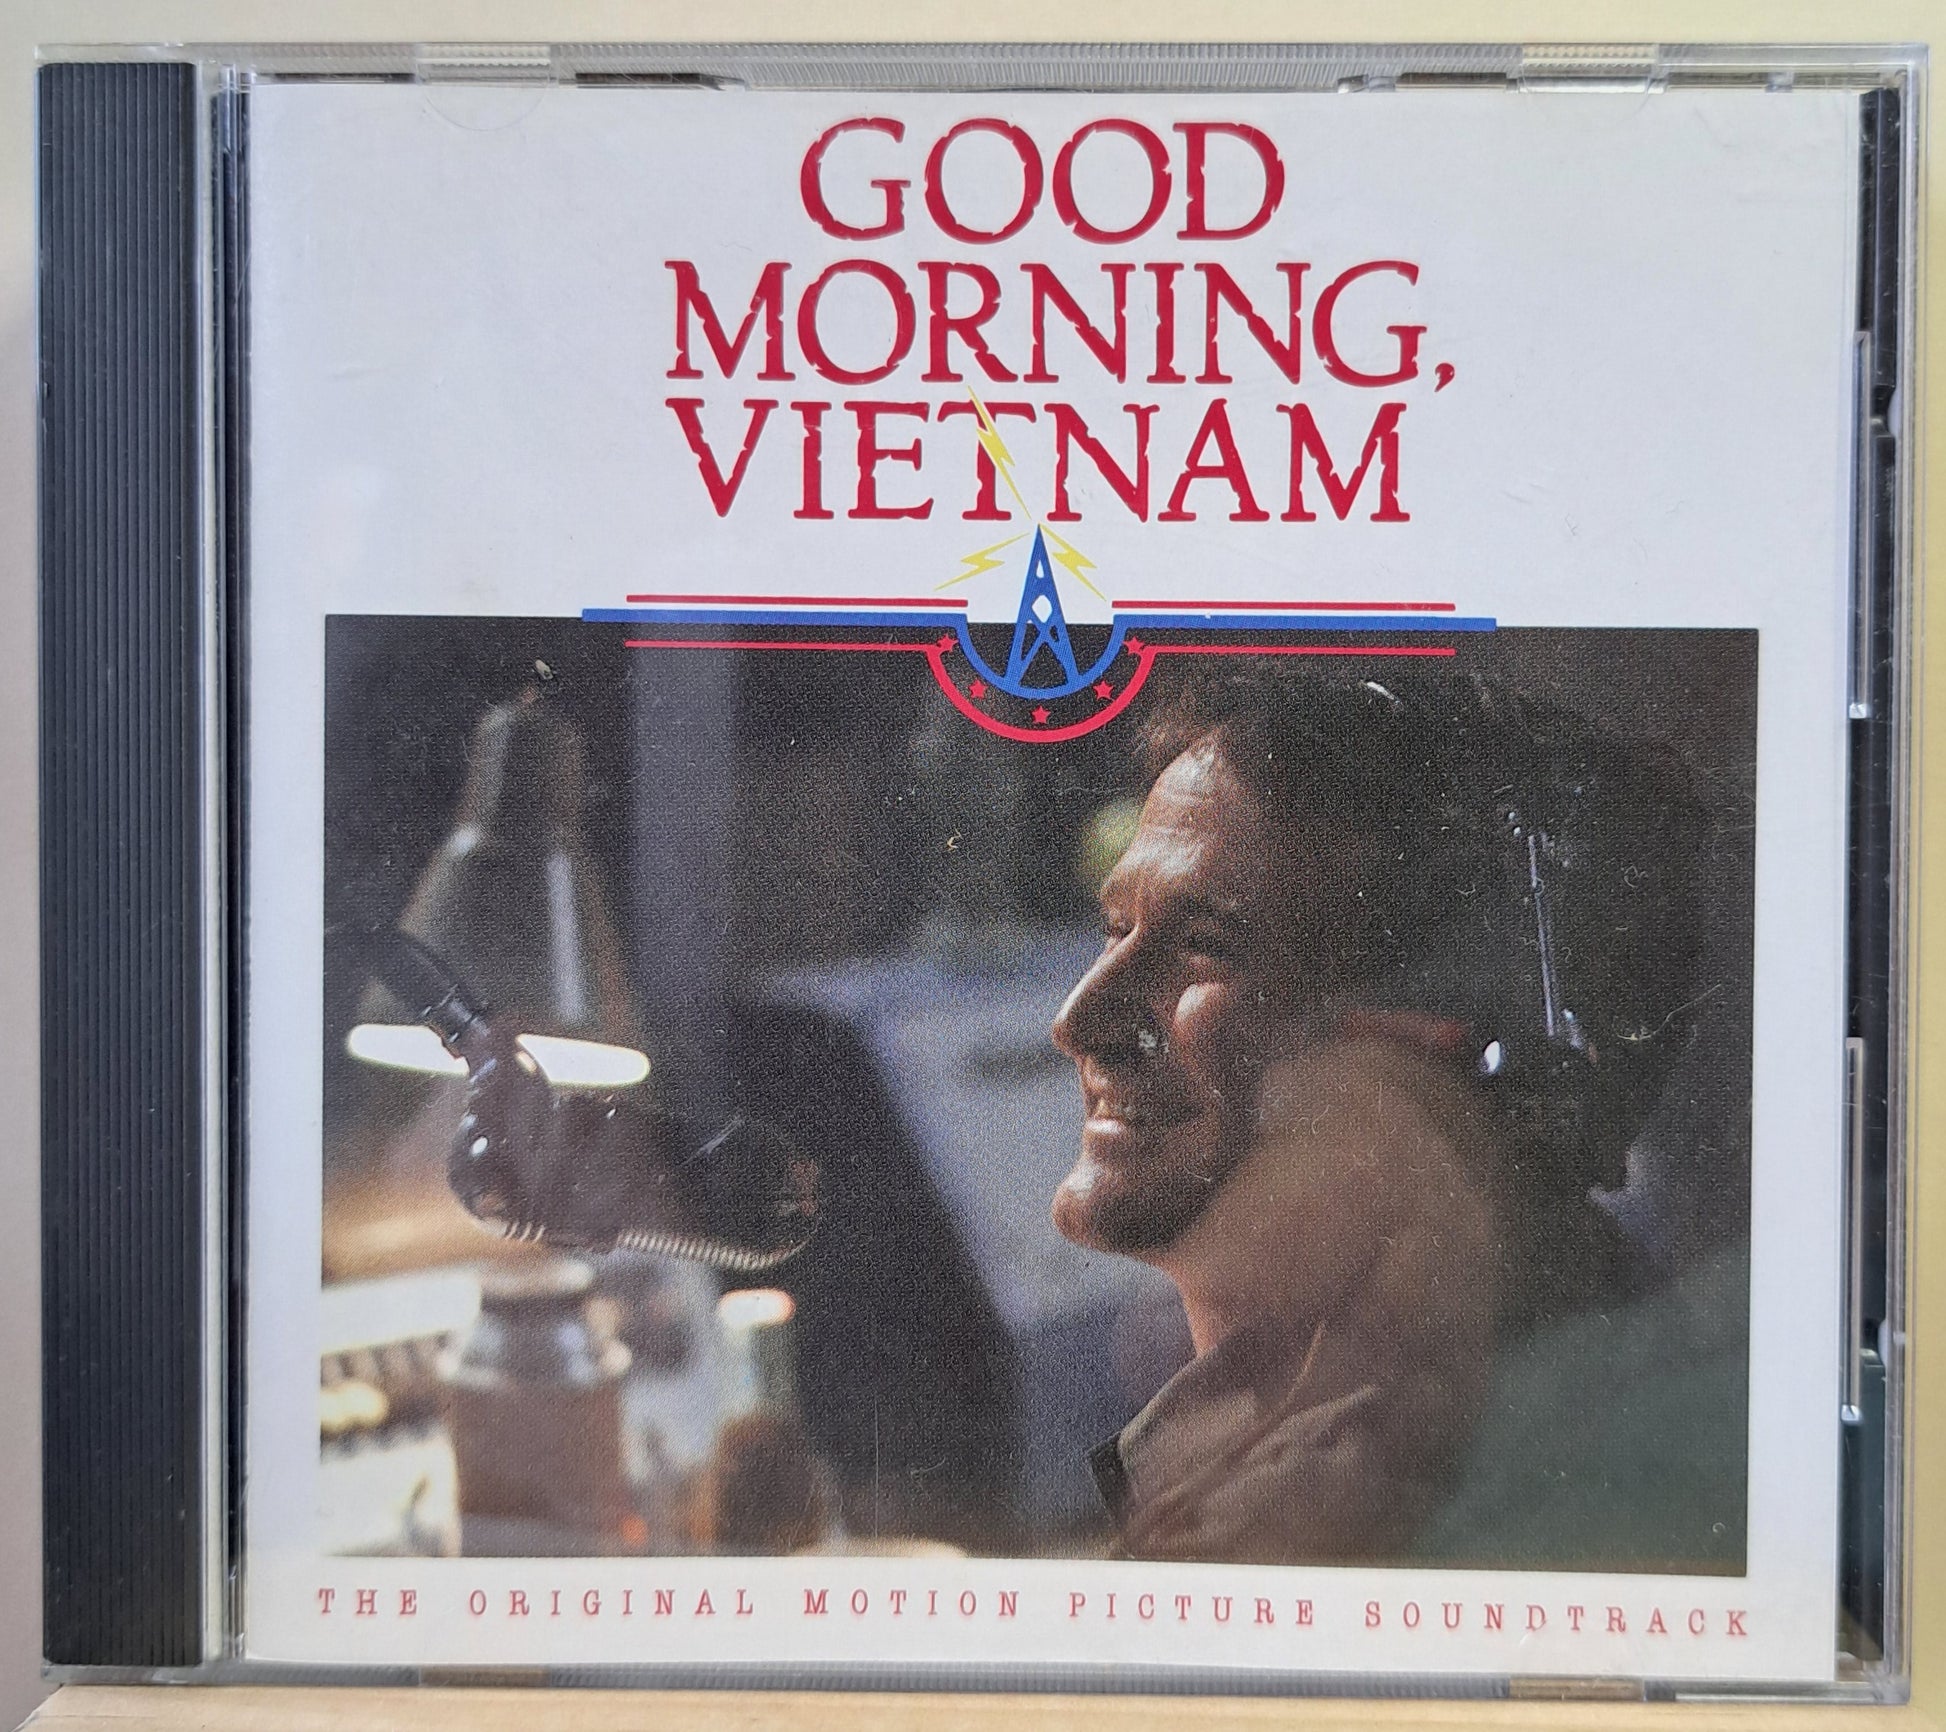 GOOD
MORNING,
VIETNAM
THE ORIGINAL MOTION PICTURE SOUNDTRACK